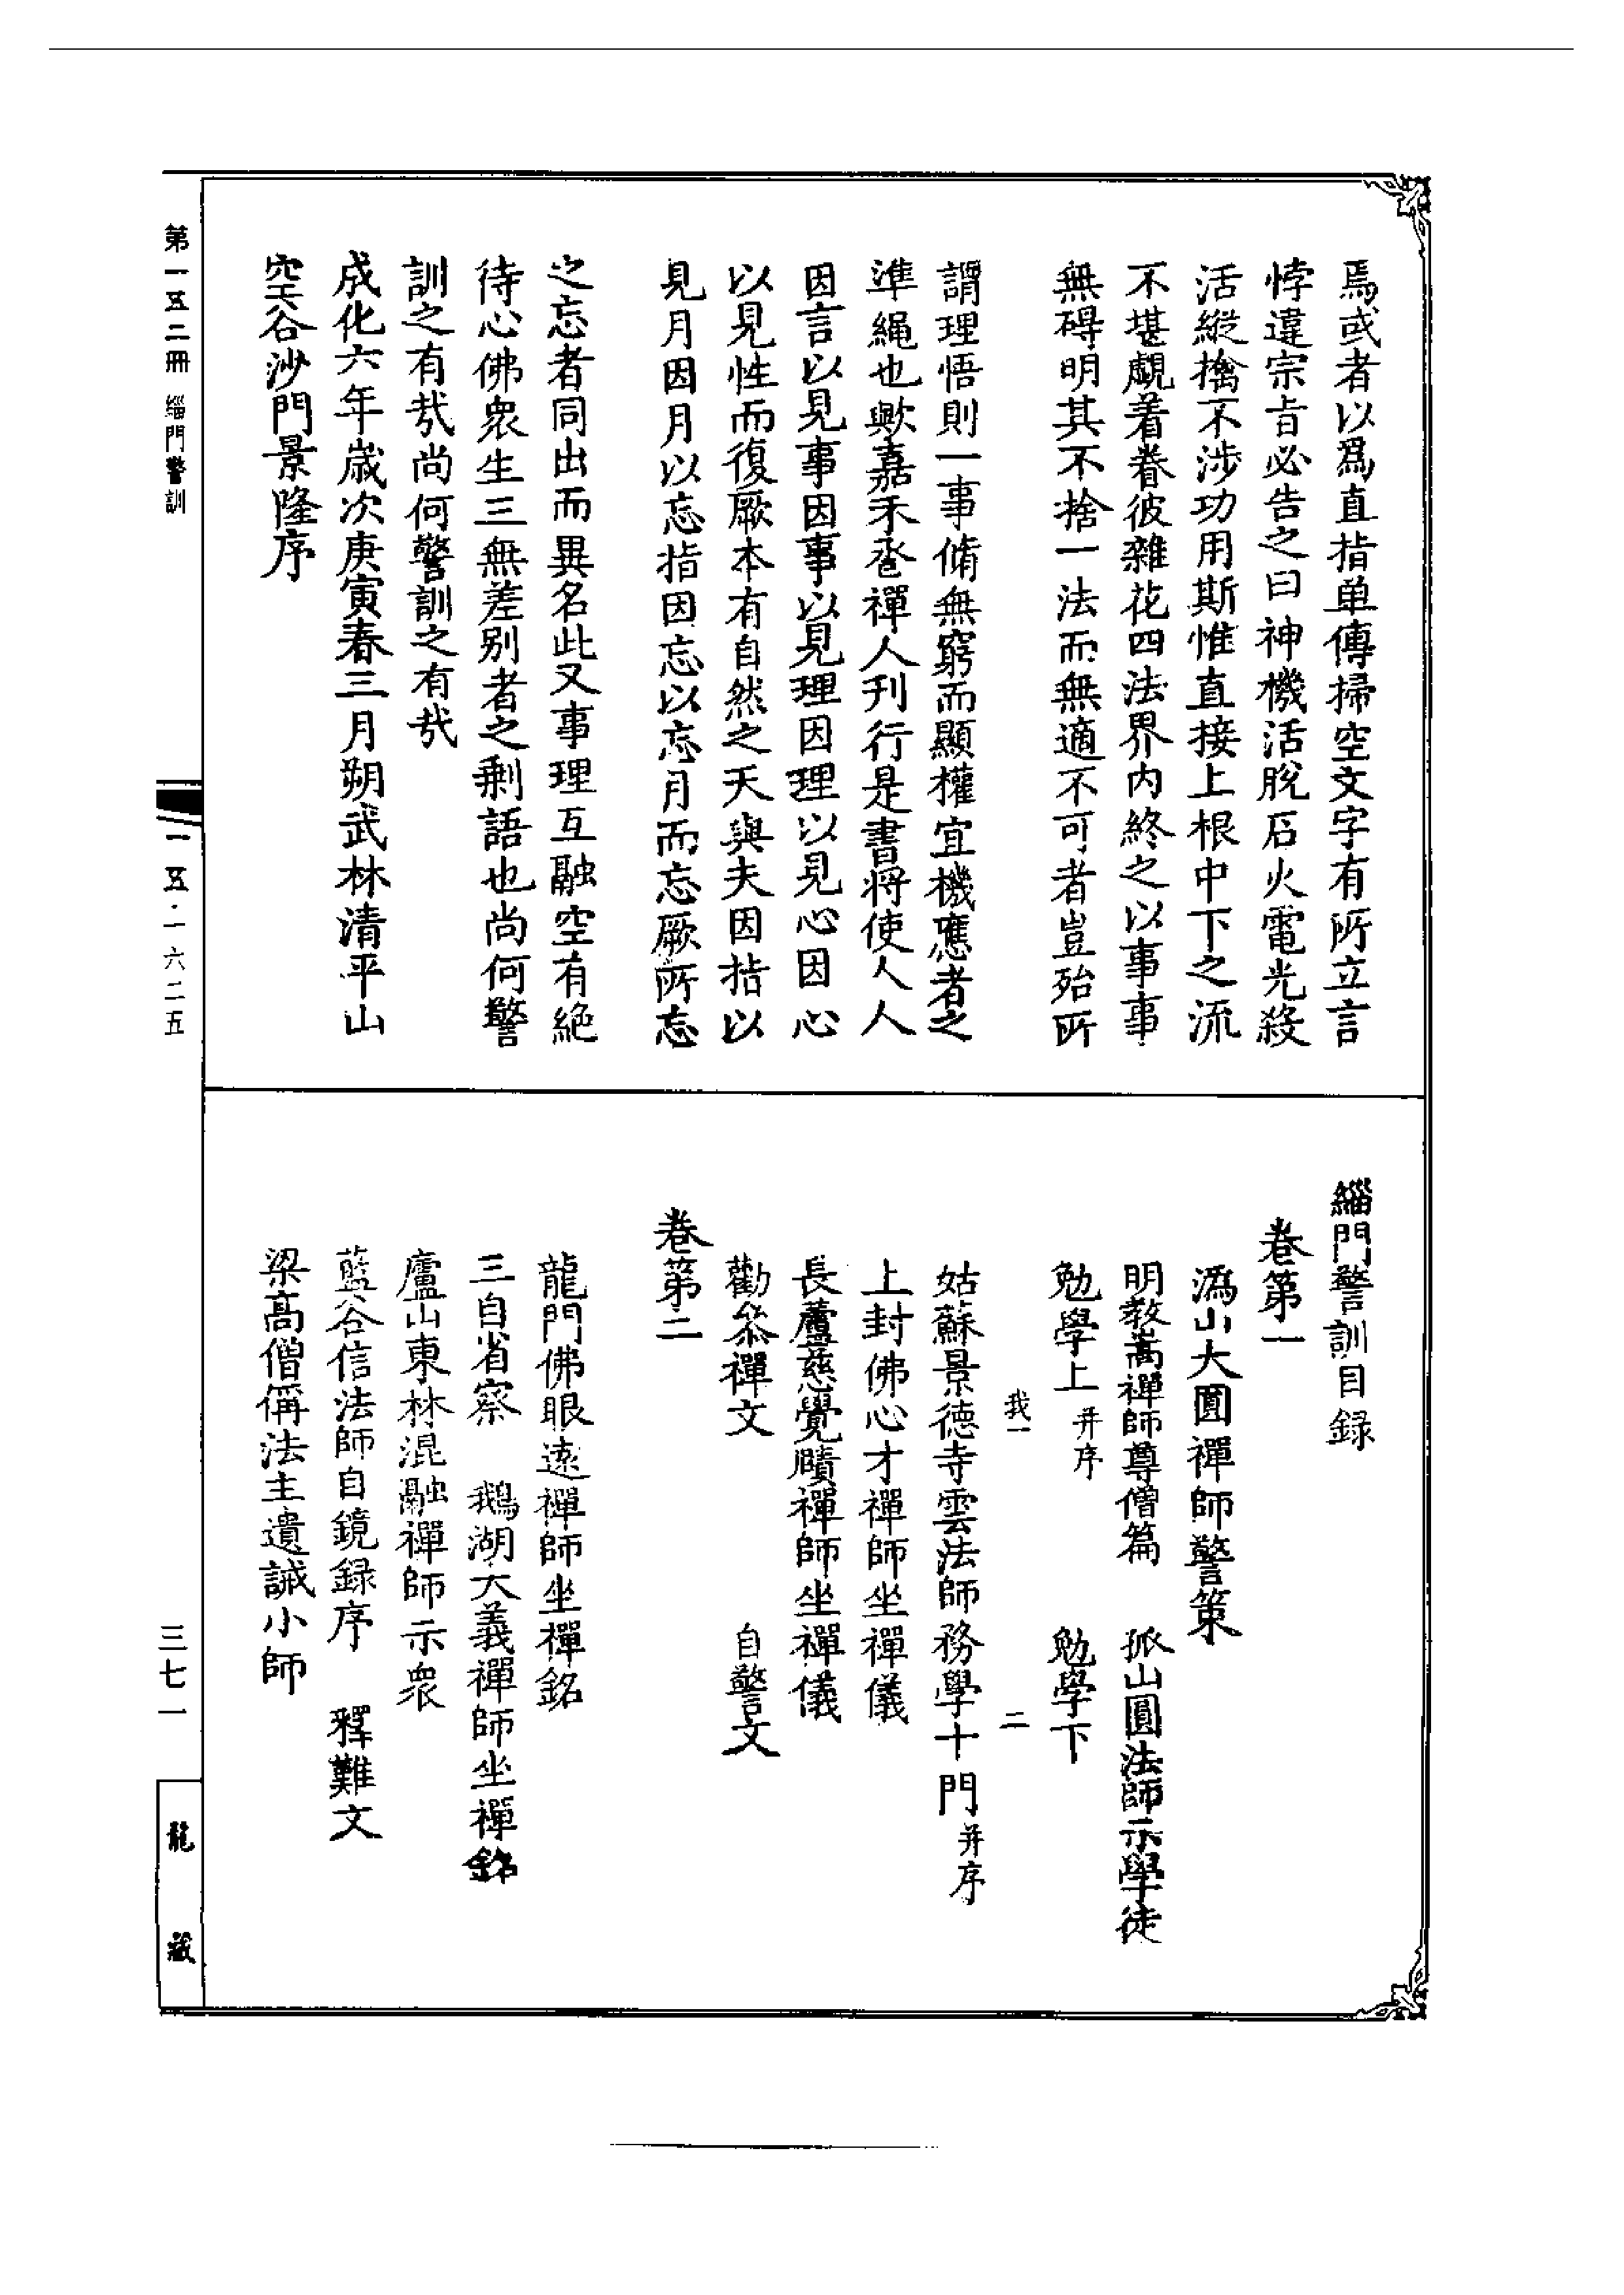 焉或者以爲直指单傳掃空文字有所立言
悖違宗旨必告之曰神機活脫石火電光殺
活縱擒不涉功用斯惟直接上根中下之流
不堪覷着眷彼雜花四法界內終之以事事
無碍明其不捨一法而無適不可者豈殆所
謂理悟則一事脩無窮而顯權宜機應者之
準繩也歟嘉禾㳫禪人刊行是書將使人人
因言以見事因事以見理因理以見心因心
以見性而復厥本有自然之天與夫因指以
見月因月以忘指因忘以忘月而忘厥所忘
之忘者同出而異名此又事理互融空有絕
待心佛衆生三無差别者之剩語也尚何警
訓之有㢤尚何警訓之有㢤
成化六年歲次庚寅春三月朔武林清平山
空谷沙門景隆序
緇門警訓目録
卷第一
潙山大圓禪師警策
明教嵩禪師尊僧篇 孤山圓法師示學徒
勉學上 并序 勉學下
我一 二
姑蘇景德寺雲法師務學十門 并序
上封佛心才禪師坐禪儀
長蘆慈覺賾禪師坐禪儀
勸叅禪文 自警文
卷第二
龍門佛眼遠禪師坐禪銘
三自省察 鵝湖大義禪師坐禪銘
廬山東林混融禪師示衆
藍谷信法師自鏡録序 釋難文
梁高僧偁法主遺誡小師
第一五二冊 緇門警訓
一五·一六二五
三七一
龍藏